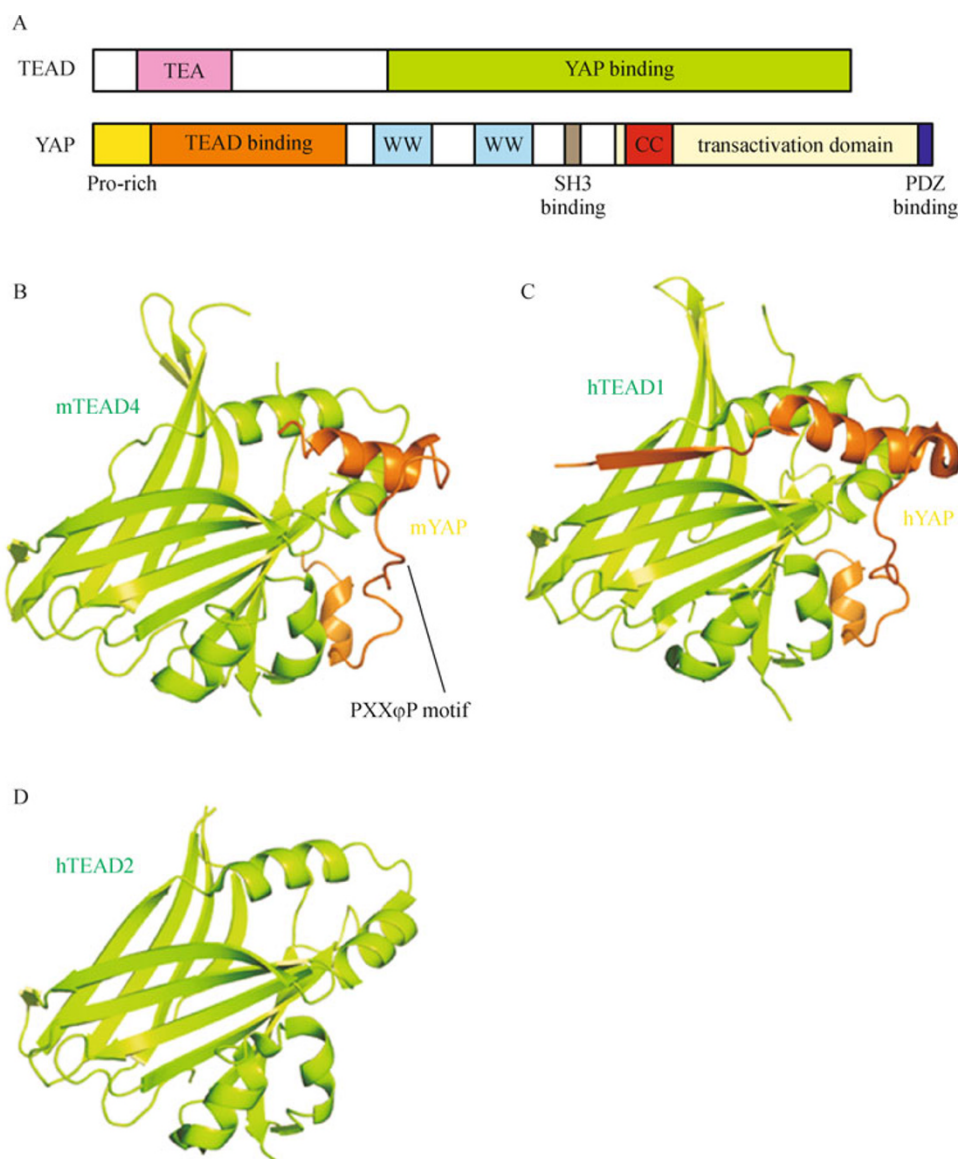 A
TEAD
TEA
YAP binding
YAP
TEAD binding
WW
WW
CC
transactivation domain
Pro-rich
SH3
binding
PDZ
binding
B
C
mTEAD4
hTEAD1
mYAP
hYAP
PXXφP motif
D
hTEAD2